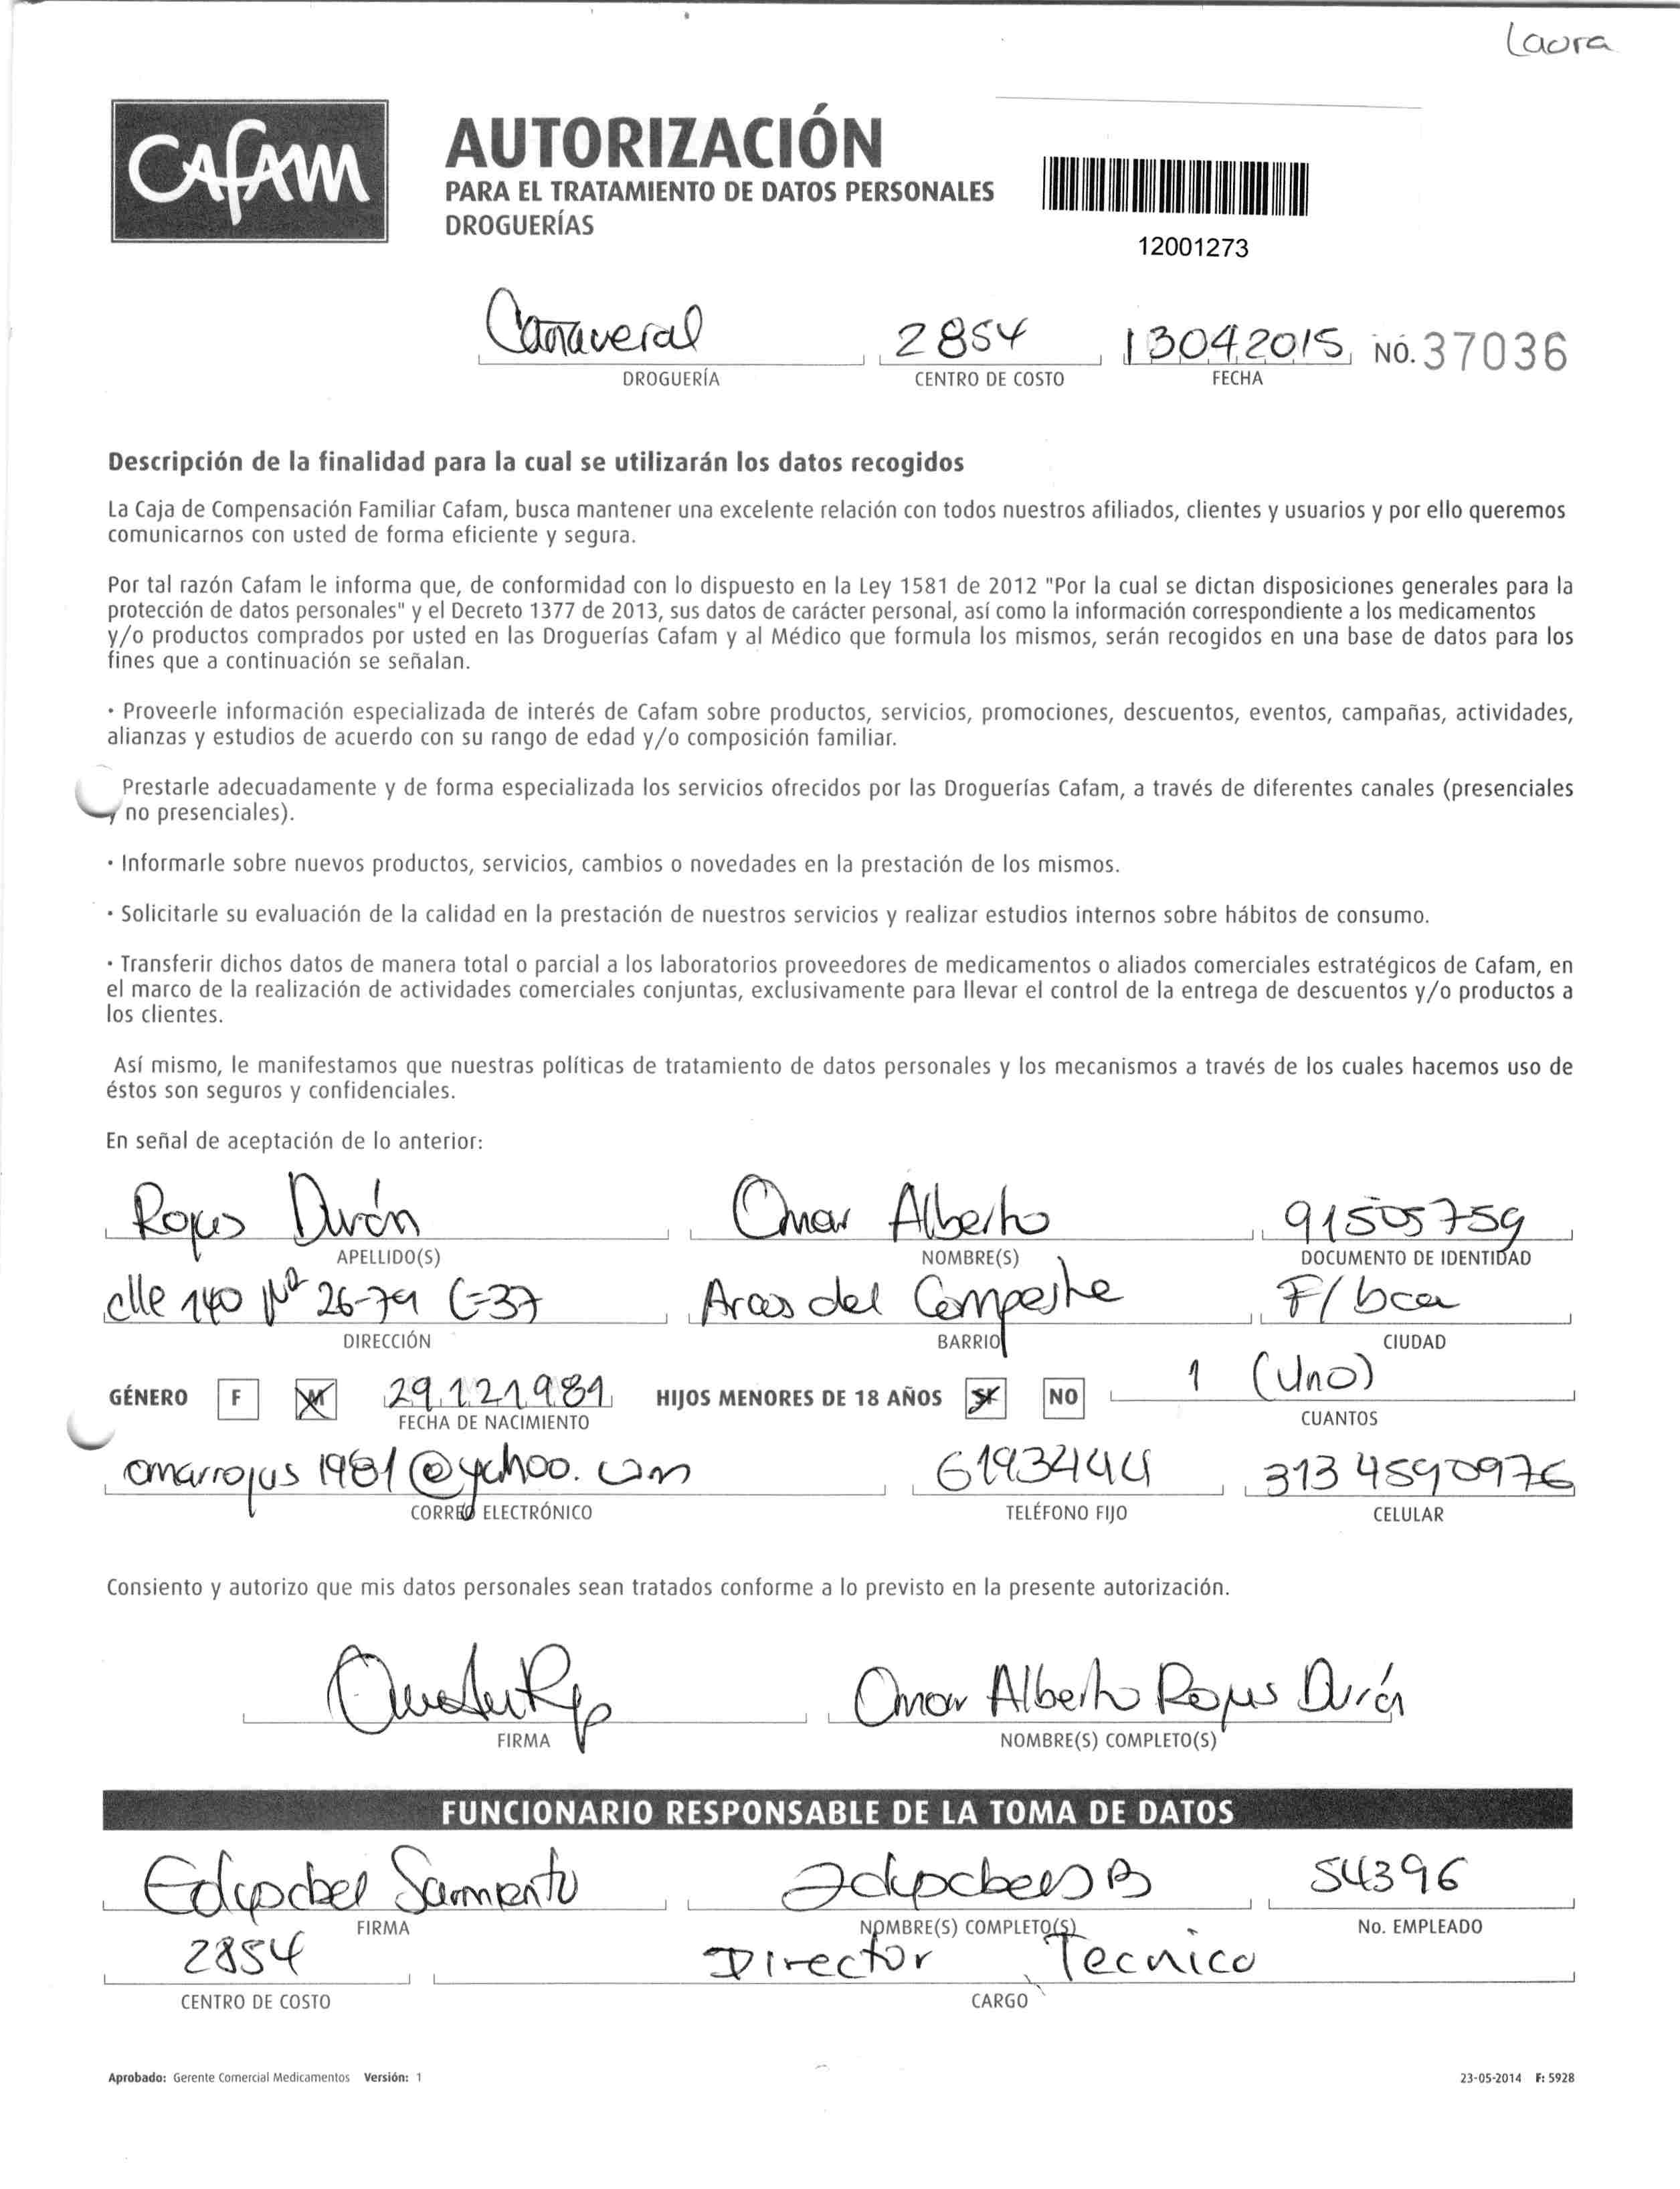 Laura
CAFAM
AUTORIZACIÓN
PARA EL TRATAMIENTO DE DATOS PERSONALES
DROGUERÍAS
12001273
Cañaveral 2854 13042015 NO. 37036
DROGUERÍA CENTRO DE COSTO FECHA
Descripción de la finalidad para la cual se utilizarán los datos recogidos
La Caja de Compensación Familiar Cafam, busca mantener una excelente relación con todos nuestros afiliados, clientes y usuarios y por ello queremos
comunicarnos con usted de forma eficiente y segura.
Por tal razón Cafam le informa que, de conformidad con lo dispuesto en la Ley 1581 de 2012 "Por la cual se dictan disposiciones generales para la
protección de datos personales" y el Decreto 1377 de 2013, sus datos de carácter personal, así como la información correspondiente a los medicamentos
y/o productos comprados por usted en las Droguerías Cafam y al Médico que formula los mismos, serán recogidos en una base de datos para los
fines que a continuación se señalan.
· Proveerle información especializada de interés de Cafam sobre productos, servicios, promociones, descuentos, eventos, campañas, actividades,
alianzas y estudios de acuerdo con su rango de edad y/o composición familiar.
Prestarle adecuadamente y de forma especializada los servicios ofrecidos por las Droguerías Cafam, a través de diferentes canales (presenciales
y no presenciales).
· Informarle sobre nuevos productos, servicios, cambios o novedades en la prestación de los mismos.
· Solicitarle su evaluación de la calidad en la prestación de nuestros servicios y realizar estudios internos sobre hábitos de consumo.
· Transferir dichos datos de manera total o parcial a los laboratorios proveedores de medicamentos o aliados comerciales estratégicos de Cafam, en
el marco de la realización de actividades comerciales conjuntas, exclusivamente para llevar el control de la entrega de descuentos y/o productos a
los clientes.
Así mismo, le manifestamos que nuestras políticas de tratamiento de datos personales y los mecanismos a través de los cuales hacemos uso de
éstos son seguros y confidenciales.
En señal de aceptación de lo anterior:
Rojas Durán Omar Alberto 91505759
APELLIDO(S) NOMBRE(S) DOCUMENTO DE IDENTIDAD
clle 140 Nº 26-79 C-37 Arcos del Campestre F/bca
DIRECCIÓN BARRIO CIUDAD
GÉNERO F M 29121981 HIJOS MENORES DE 18 AÑOS SI NO 1 (Uno)
FECHA DE NACIMIENTO CUANTOS
omarrojas1981@yahoo.com 6193444 313 4590976
CORREO ELECTRÓNICO TELÉFONO FIJO CELULAR
Consiento y autorizo que mis datos personales sean tratados conforme a lo previsto en la presente autorización.
Omar Alberto Rojas Durán
FIRMA NOMBRE(S) COMPLETO(S)
FUNCIONARIO RESPONSABLE DE LA TOMA DE DATOS
Sarmiento 54396
FIRMA NOMBRE(S) COMPLETO(S) No. EMPLEADO
2854 Director Tecnico
CENTRO DE COSTO CARGO
Aprobado: Gerente Comercial Medicamentos Versión: 1 23-05-2014 F: 5928